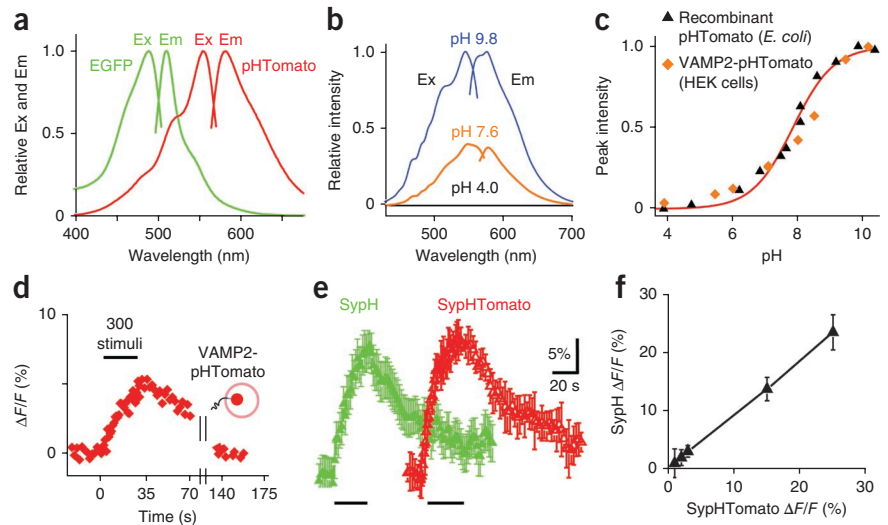 a
Ex Em Ex Em
1.0
EGFP
pHTomato
0.5
0
Relative Ex and Em
400 500 600
Wavelength (nm)
b
pH 9.8
1.0
Ex
Em
0.5
pH 7.6
pH 4.0
0
Relative intensity
500 600 700
Wavelength (nm)
c
Recombinant
pHTomato (E. coli)
VAMP2-pHTomato
(HEK cells)
1.0
0.5
0
Peak intensity
4 6 8 10
pH
d
300
stimuli
VAMP2-
pHTomato
10
0
ΔF/F (%)
0 35 70 140 175
Time (s)
e
SypH
SypHTomato
5%
20 s
f
30
20
10
0
SypH ΔF/F (%)
0 10 20 30
SypHTomato ΔF/F (%)